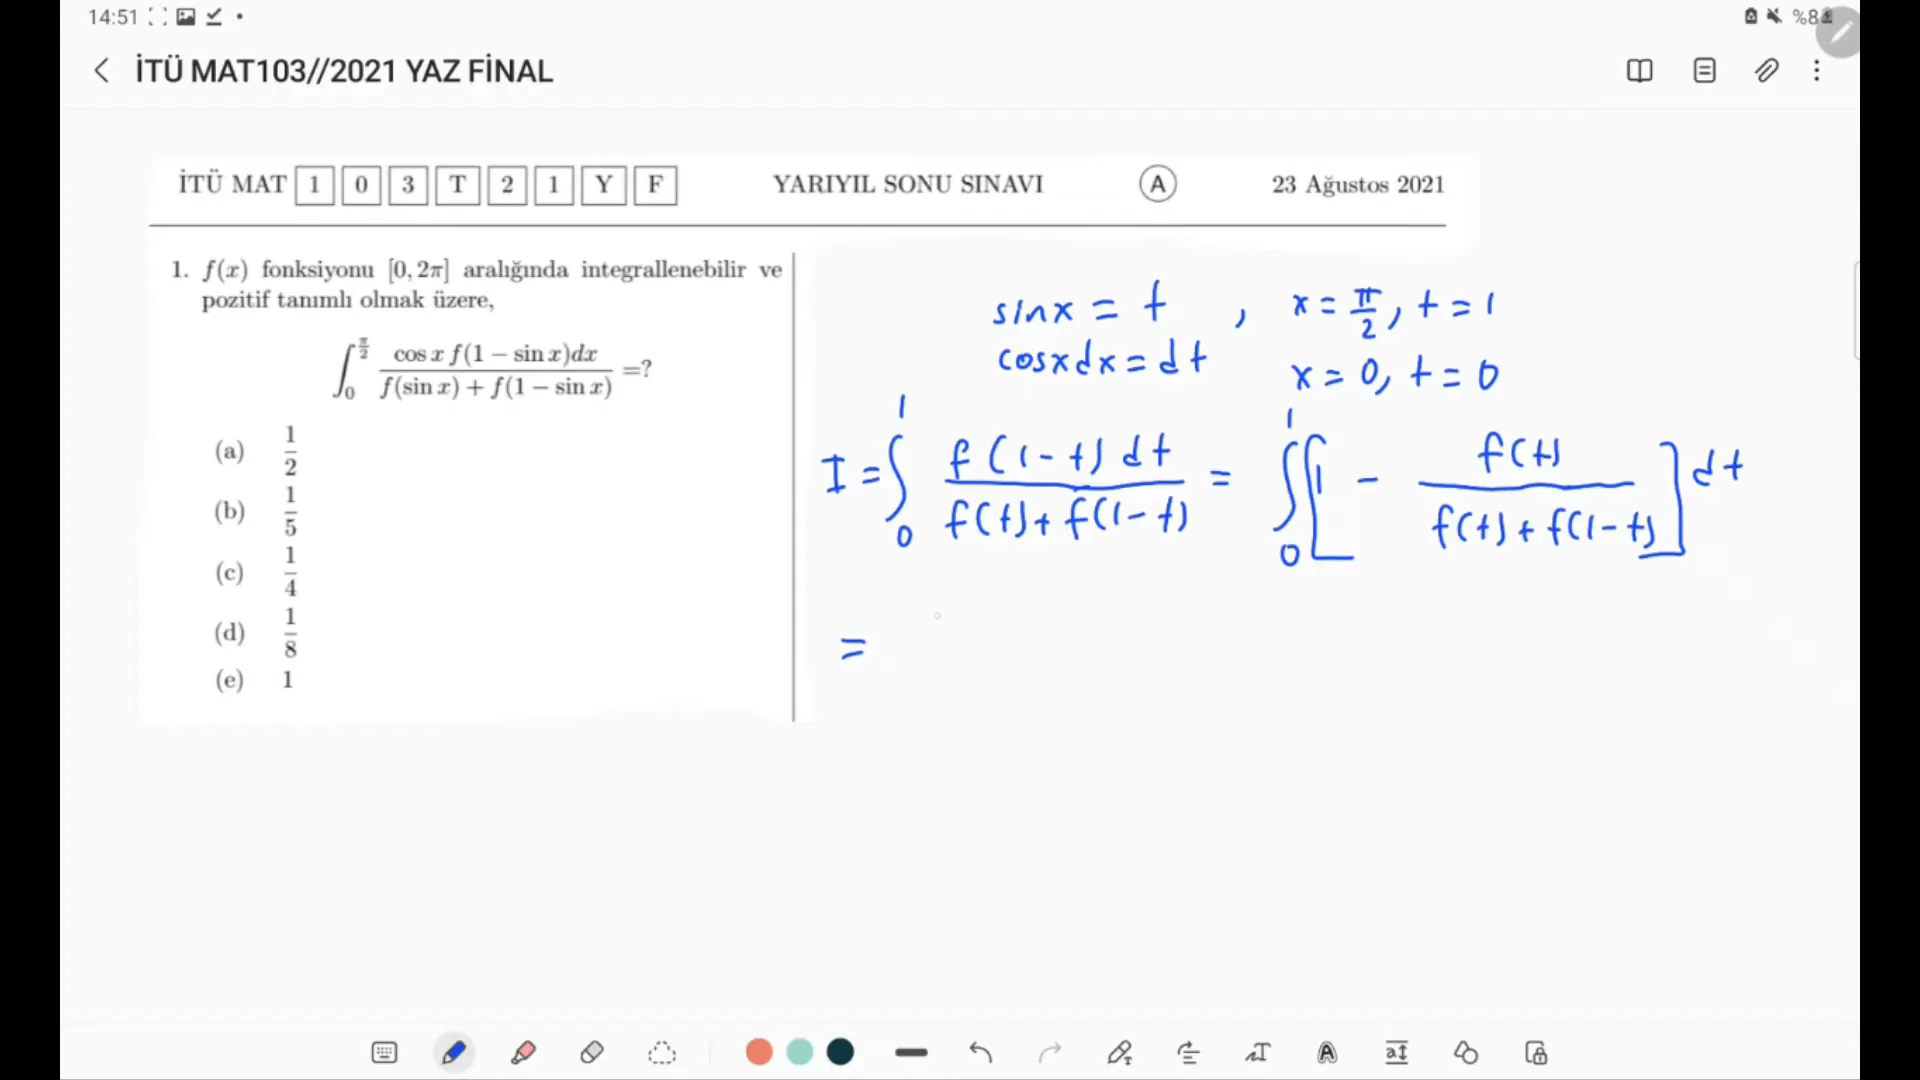 14:51
%8
İTÜ MAT103//2021 YAZ FİNAL
İTÜ MAT 1 0 3 T 2 1 Y F YARIYIL SONU SINAVI A 23 Ağustos 2021
1. f(x) fonksiyonu [0, 2π] aralığında integrallenebilir ve
pozitif tanımlı olmak üzere,
∫₀^{π/2} cos x f(1 − sin x)dx / f(sin x) + f(1 − sin x) =?
(a) 1/2
(b) 1/5
(c) 1/4
(d) 1/8
(e) 1
sinx = t , x = π/2, t = 1
cosxdx = dt x = 0, t = 0
I = ∫₀¹ f(1-t) dt / f(t) + f(1-t) = ∫₀¹ [1 - f(t) / f(t) + f(1-t)] dt
=